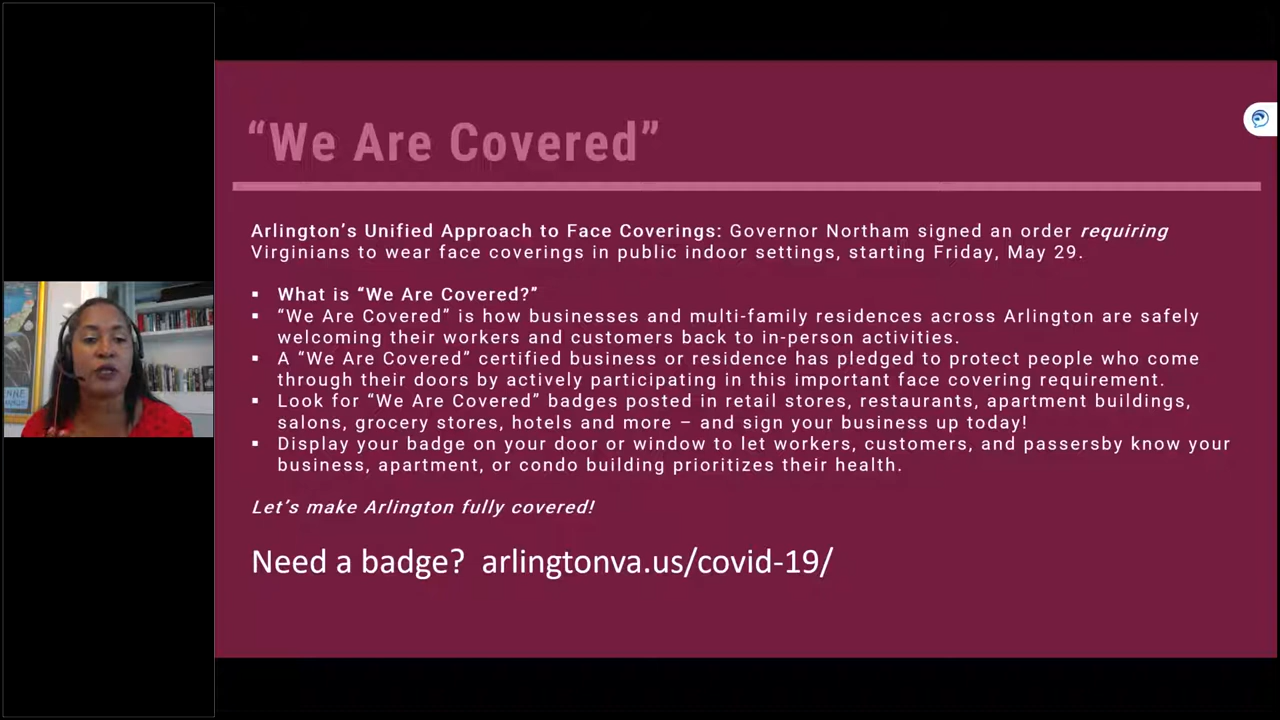 “We Are Covered”
Arlington’s Unified Approach to Face Coverings: Governor Northam signed an order requiring
Virginians to wear face coverings in public indoor settings, starting Friday, May 29.
▪ What is “We Are Covered?”
▪ “We Are Covered” is how businesses and multi-family residences across Arlington are safely
welcoming their workers and customers back to in-person activities.
▪ A “We Are Covered” certified business or residence has pledged to protect people who come
through their doors by actively participating in this important face covering requirement.
▪ Look for “We Are Covered” badges posted in retail stores, restaurants, apartment buildings,
salons, grocery stores, hotels and more – and sign your business up today!
▪ Display your badge on your door or window to let workers, customers, and passersby know your
business, apartment, or condo building prioritizes their health.
Let’s make Arlington fully covered!
Need a badge? arlingtonva.us/covid-19/